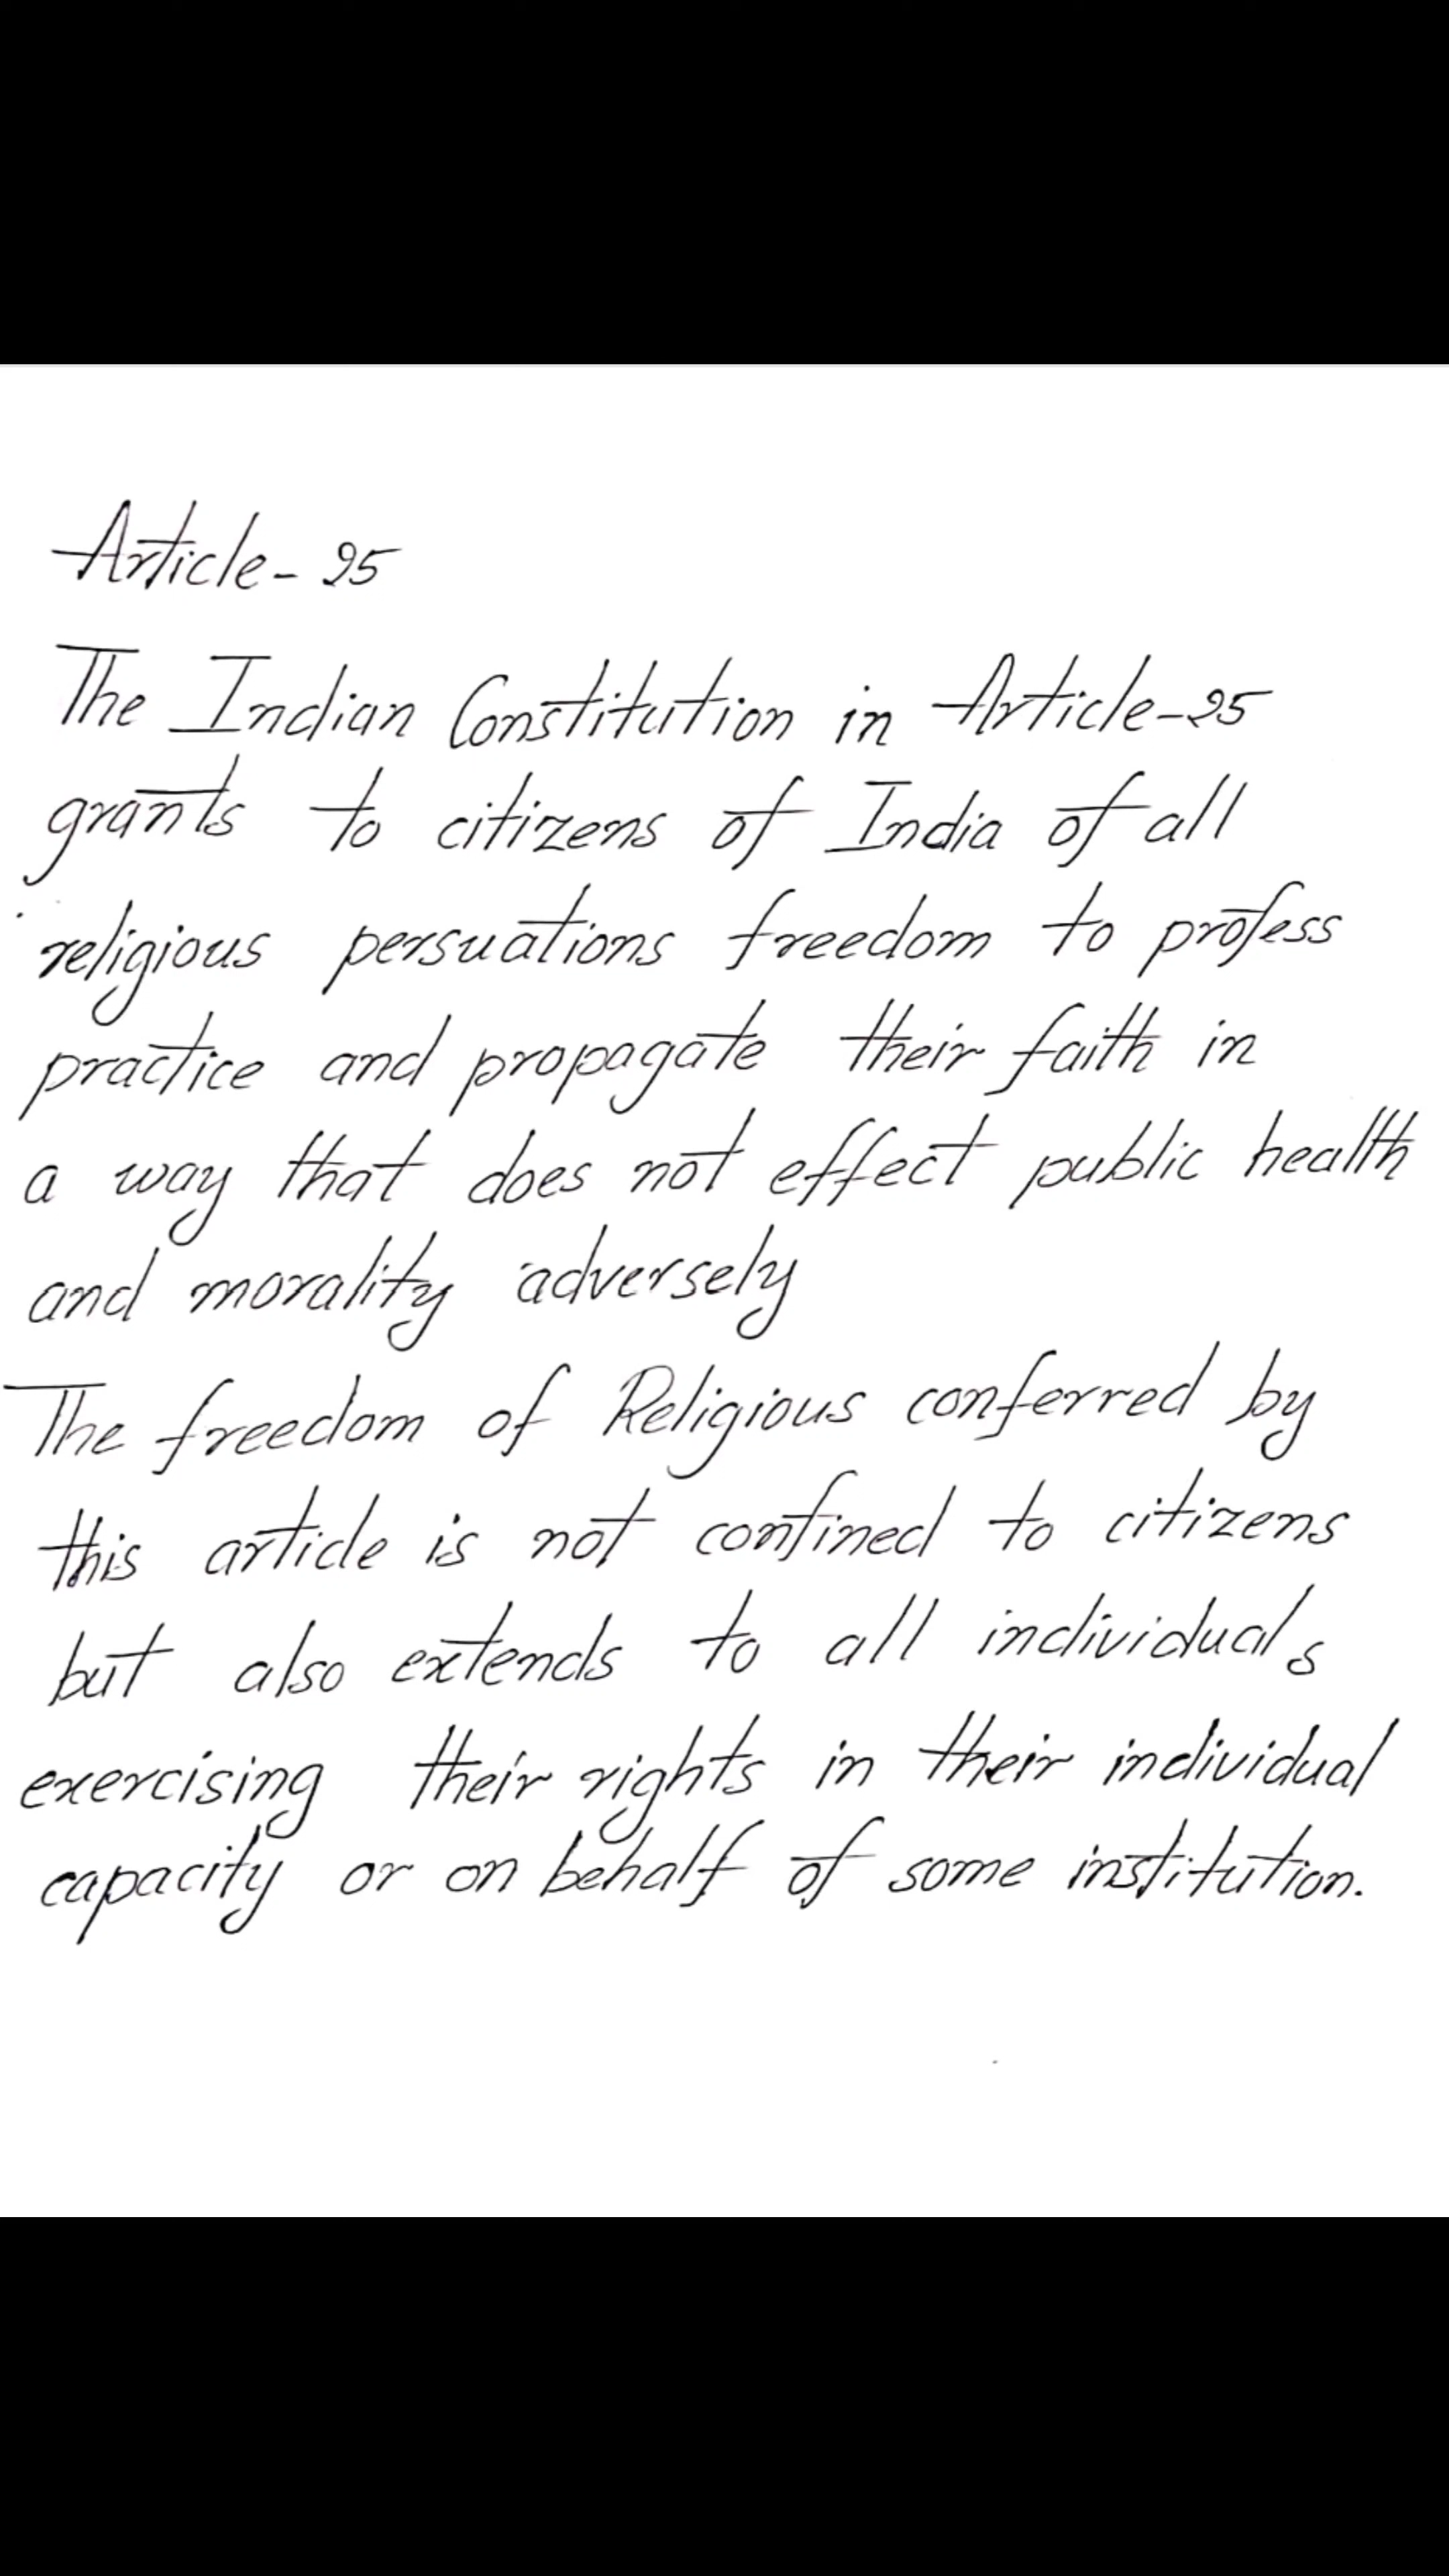 Article - 25
The Indian Constitution in Article-25
grants to citizens of India of all
religious persuations freedom to profess
practice and propagate their faith in
a way that does not effect public health
and morality adversely
The freedom of Religious conferred by
this article is not confined to citizens
but also extends to all individuals
exercising their rights in their individual
capacity or on behalf of some institution.